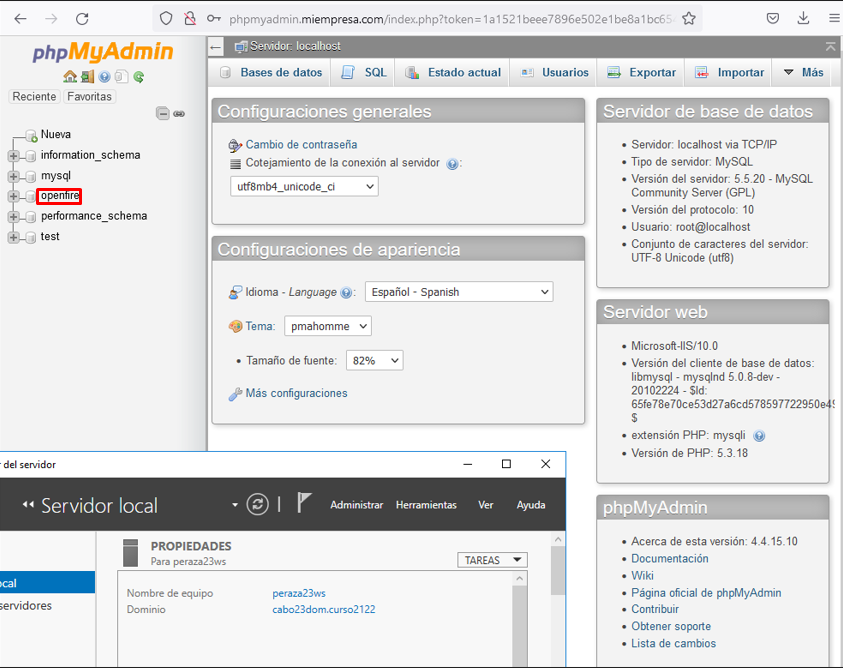 phpmyadmin.miempresa.com/index.php?token=1a1521beee7896e502e1be8a1bc65
phpMyAdmin
Reciente Favoritas
Nueva
information_schema
mysql
openfire
performance_schema
test
Servidor: localhost
Bases de datos SQL Estado actual Usuarios Exportar Importar Más
Configuraciones generales
Cambio de contraseña
Cotejamiento de la conexión al servidor :
utf8mb4_unicode_ci
Configuraciones de apariencia
Idioma - Language : Español - Spanish
Tema: pmahomme
Tamaño de fuente: 82%
Más configuraciones
Servidor de base de datos
Servidor: localhost via TCP/IP
Tipo de servidor: MySQL
Versión del servidor: 5.5.20 - MySQL
Community Server (GPL)
Versión del protocolo: 10
Usuario: root@localhost
Conjunto de caracteres del servidor:
UTF-8 Unicode (utf8)
Servidor web
Microsoft-IIS/10.0
Versión del cliente de base de datos:
libmysql - mysqlnd 5.0.8-dev -
20102224 - $Id:
65fe78e70ce53d27a6cd578597722950e49
$
extensión PHP: mysqli
Versión de PHP: 5.3.18
phpMyAdmin
Acerca de esta versión: 4.4.15.10
Documentación
Wiki
Página oficial de phpMyAdmin
Contribuir
Obtener soporte
Lista de cambios
r del servidor
Servidor local
Administrar Herramientas Ver Ayuda
ocal
servidores
PROPIEDADES
Para peraza23ws
TAREAS
Nombre de equipo peraza23ws
Dominio cabo23dom.curso2122